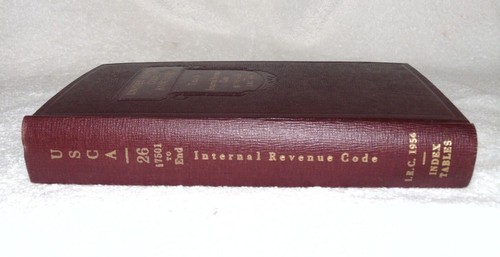 U S C A
26
§7501
to
End
Internal Revenue Code
I.R.C. 1954
INDEX
TABLES